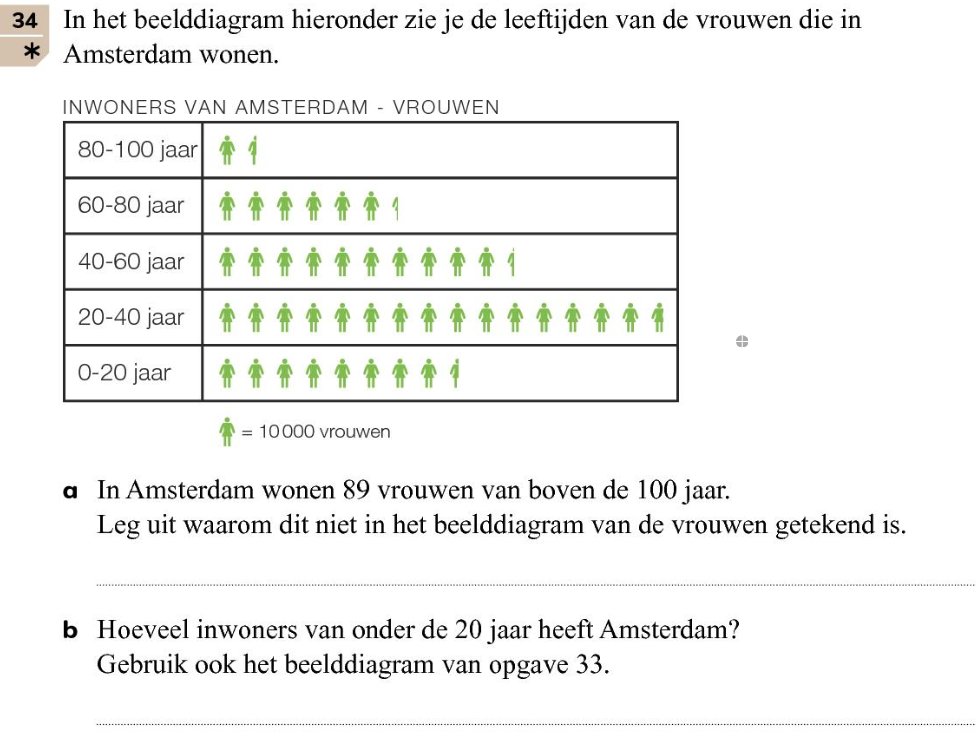 34 In het beelddiagram hieronder zie je de leeftijden van de vrouwen die in
* Amsterdam wonen.
INWONERS VAN AMSTERDAM - VROUWEN
80-100 jaar
60-80 jaar
40-60 jaar
20-40 jaar
0-20 jaar
= 10 000 vrouwen
a In Amsterdam wonen 89 vrouwen van boven de 100 jaar.
Leg uit waarom dit niet in het beelddiagram van de vrouwen getekend is.
b Hoeveel inwoners van onder de 20 jaar heeft Amsterdam?
Gebruik ook het beelddiagram van opgave 33.